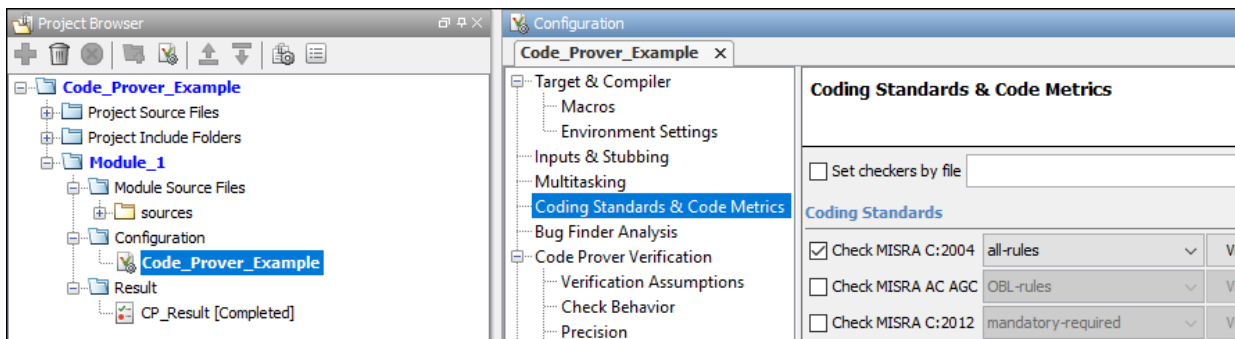 Project Browser
Code_Prover_Example
Project Source Files
Project Include Folders
Module_1
Module Source Files
sources
Configuration
Code_Prover_Example
Result
CP_Result [Completed]
Configuration
Code_Prover_Example X
Target & Compiler
Macros
Environment Settings
Inputs & Stubbing
Multitasking
Coding Standards & Code Metrics
Bug Finder Analysis
Code Prover Verification
Verification Assumptions
Check Behavior
Precision
Coding Standards & Code Metrics
Set checkers by file
Coding Standards
Check MISRA C:2004 all-rules
Check MISRA AC AGC OBL-rules
Check MISRA C:2012 mandatory-required